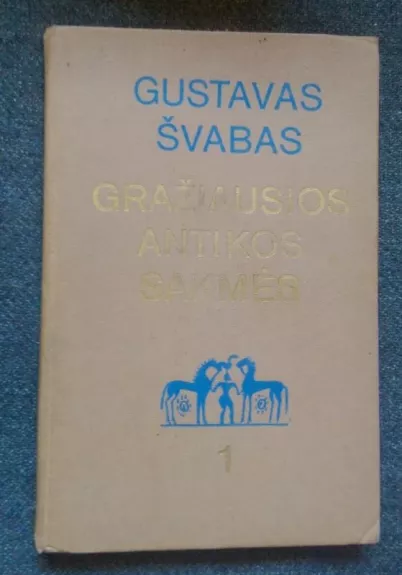 GUSTAVAS
ŠVABAS
GRAŽIAUSIOS
ANTIKOS
SAKMĖS
1